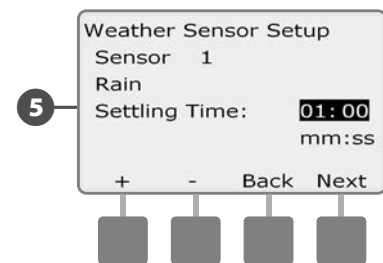 Weather Sensor Setup
Sensor 1
Rain
5
Settling Time: 01:00
mm:ss
+ - Back Next